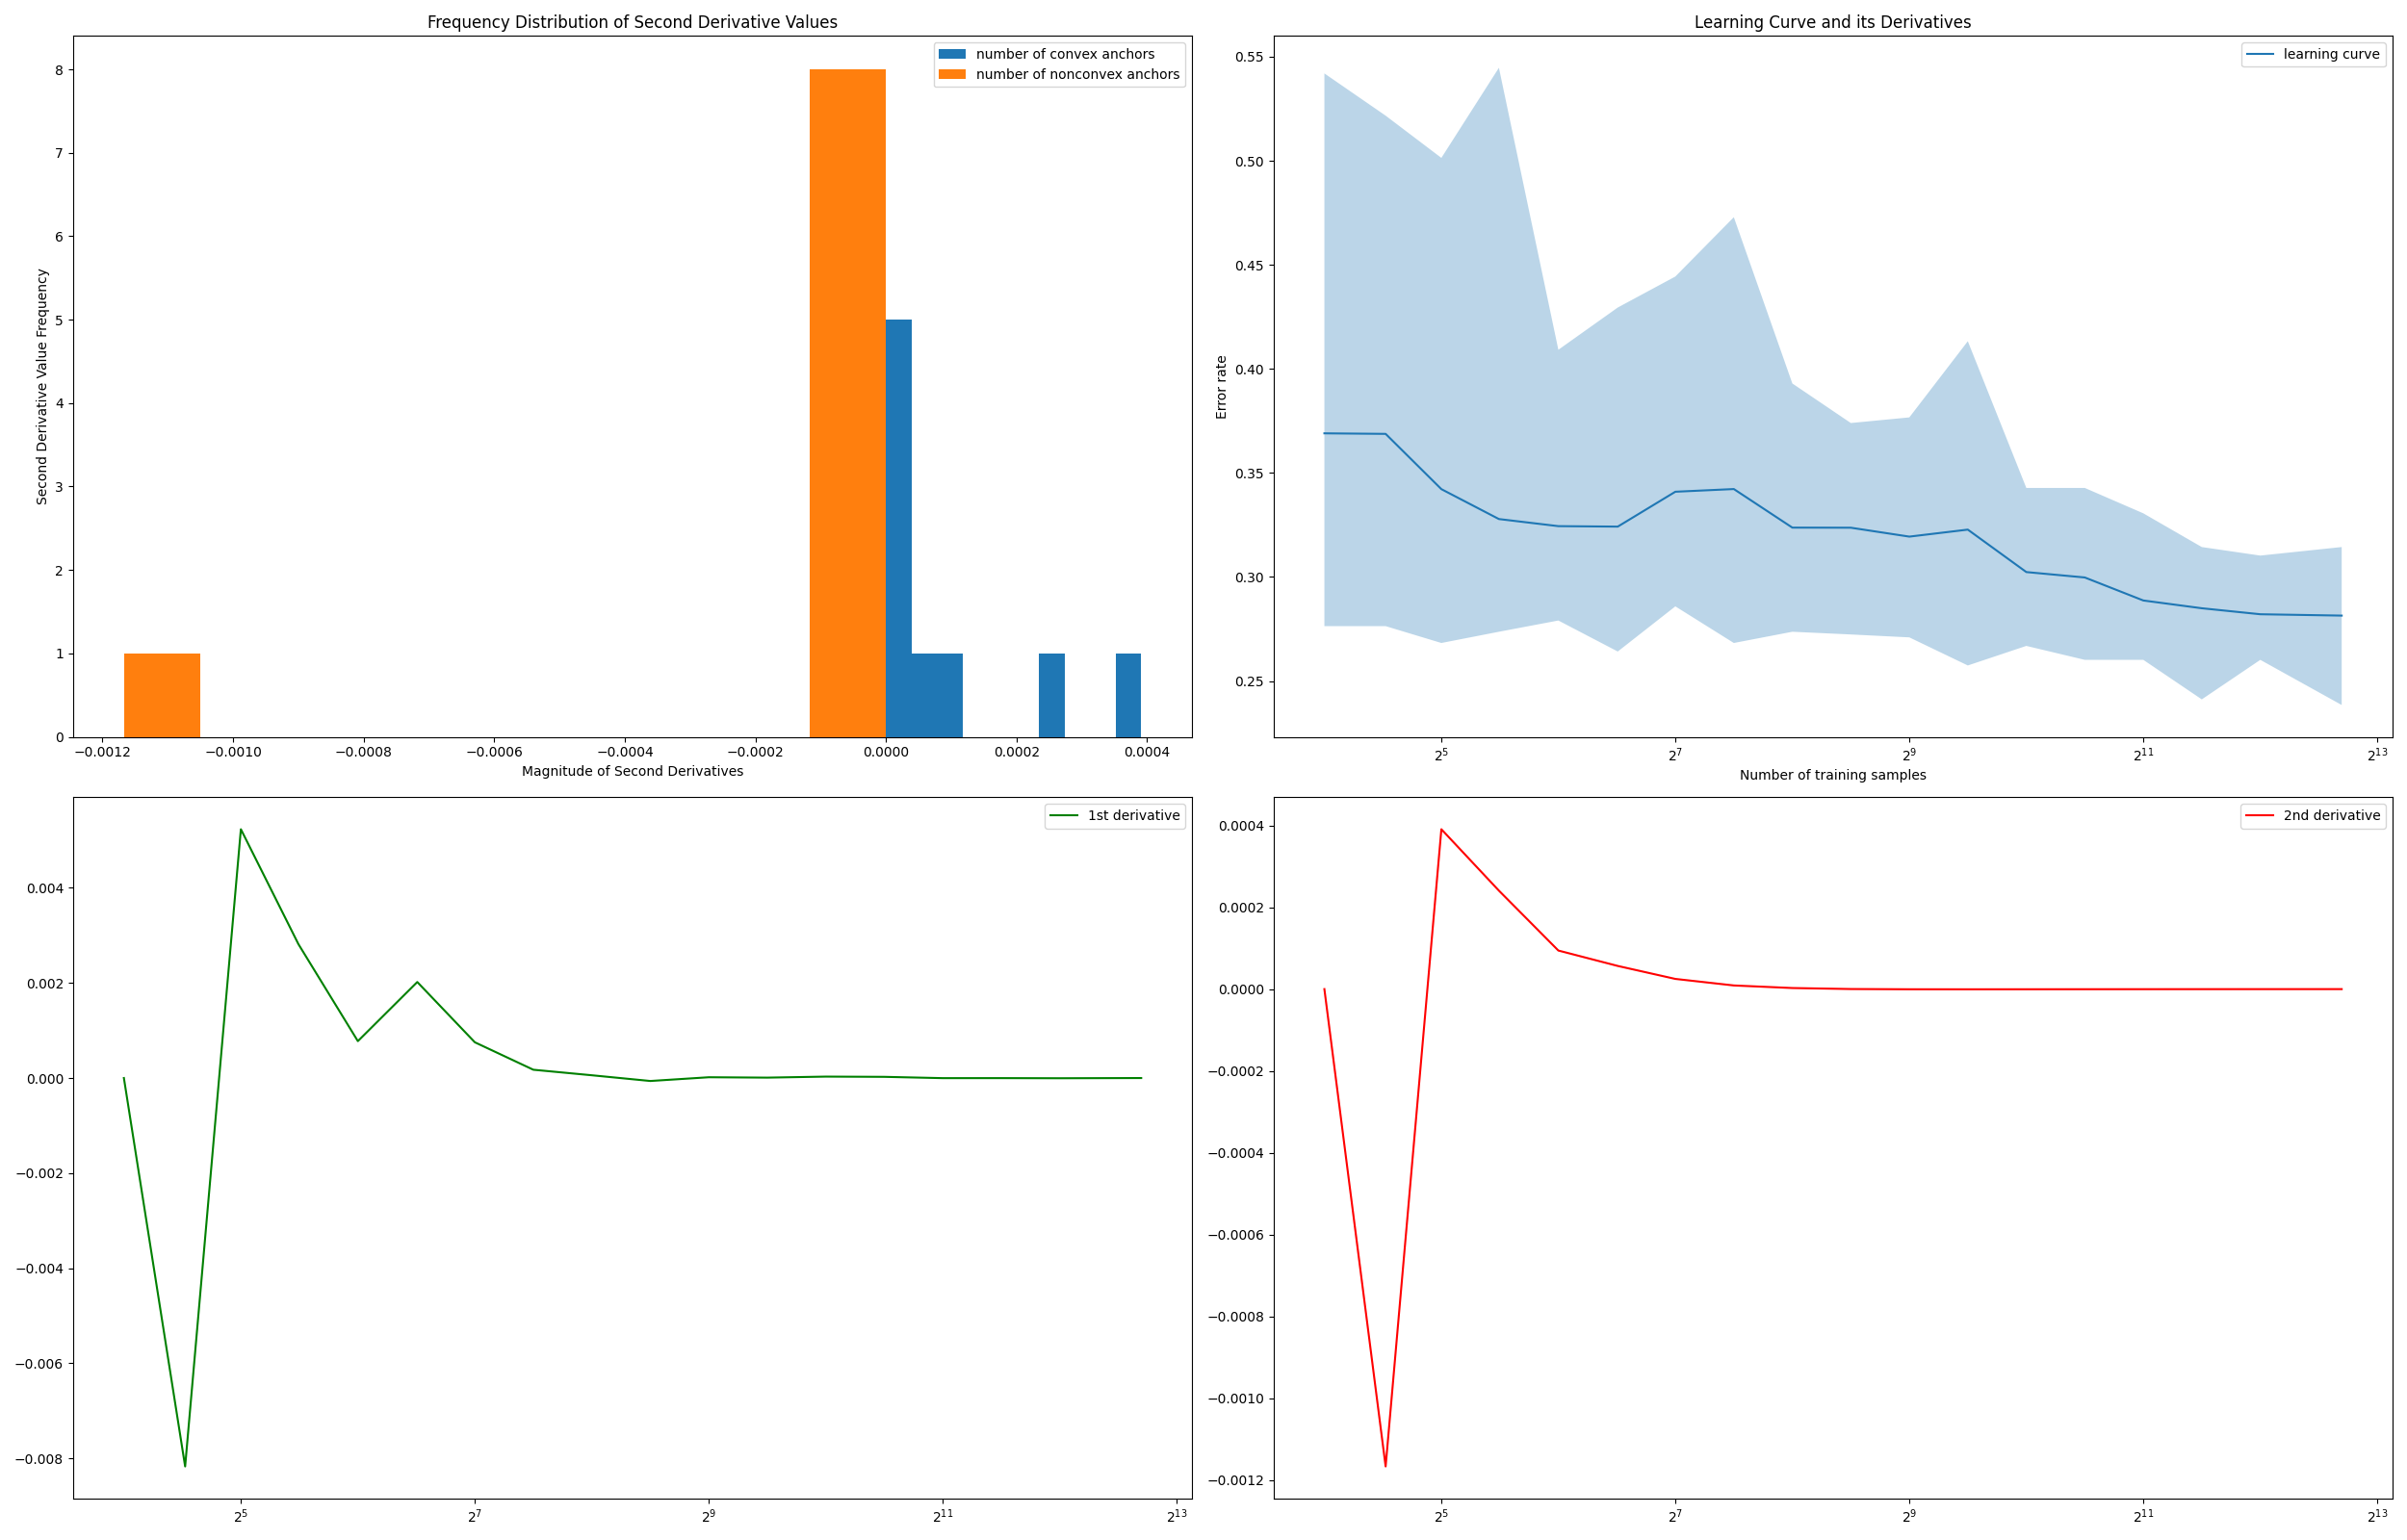 Frequency Distribution of Second Derivative Values
number of convex anchors
number of nonconvex anchors
Second Derivative Value Frequency
8
7
6
5
4
3
2
1
0
−0.0012 −0.0010 −0.0008 −0.0006 −0.0004 −0.0002 0.0000 0.0002 0.0004
Magnitude of Second Derivatives
Learning Curve and its Derivatives
learning curve
Error rate
0.55
0.50
0.45
0.40
0.35
0.30
0.25
2^5 2^7 2^9 2^11 2^13
Number of training samples
1st derivative
0.004
0.002
0.000
−0.002
−0.004
−0.006
−0.008
2^5 2^7 2^9 2^11 2^13
2nd derivative
0.0004
0.0002
0.0000
−0.0002
−0.0004
−0.0006
−0.0008
−0.0010
−0.0012
2^5 2^7 2^9 2^11 2^13